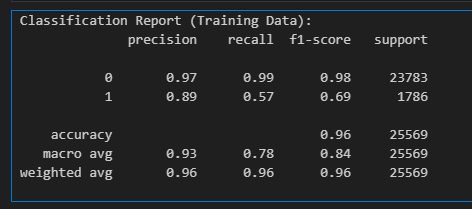 Classification Report (Training Data):
precision recall f1-score support
0 0.97 0.99 0.98 23783
1 0.89 0.57 0.69 1786
accuracy 0.96 25569
macro avg 0.93 0.78 0.84 25569
weighted avg 0.96 0.96 0.96 25569